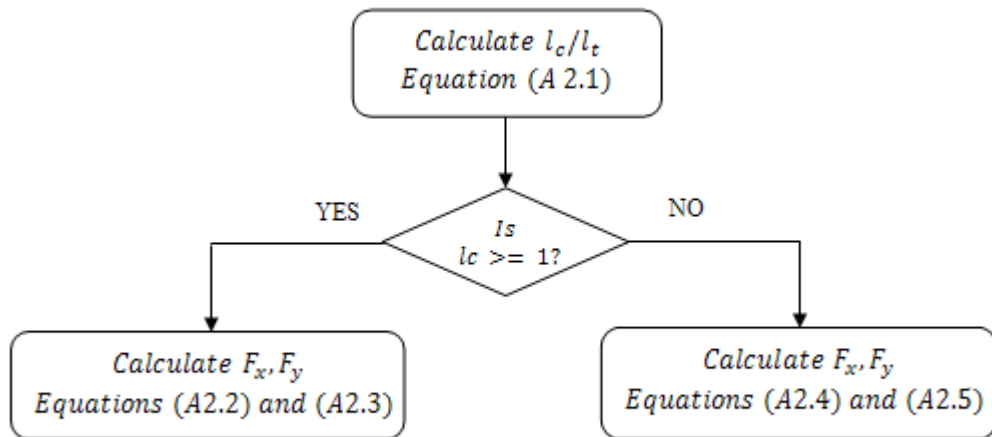 Calculate l_c/l_t
Equation (A 2.1)
YES
NO
Is
lc >= 1?
Calculate F_x, F_y
Equations (A2.2) and (A2.3)
Calculate F_x, F_y
Equations (A2.4) and (A2.5)